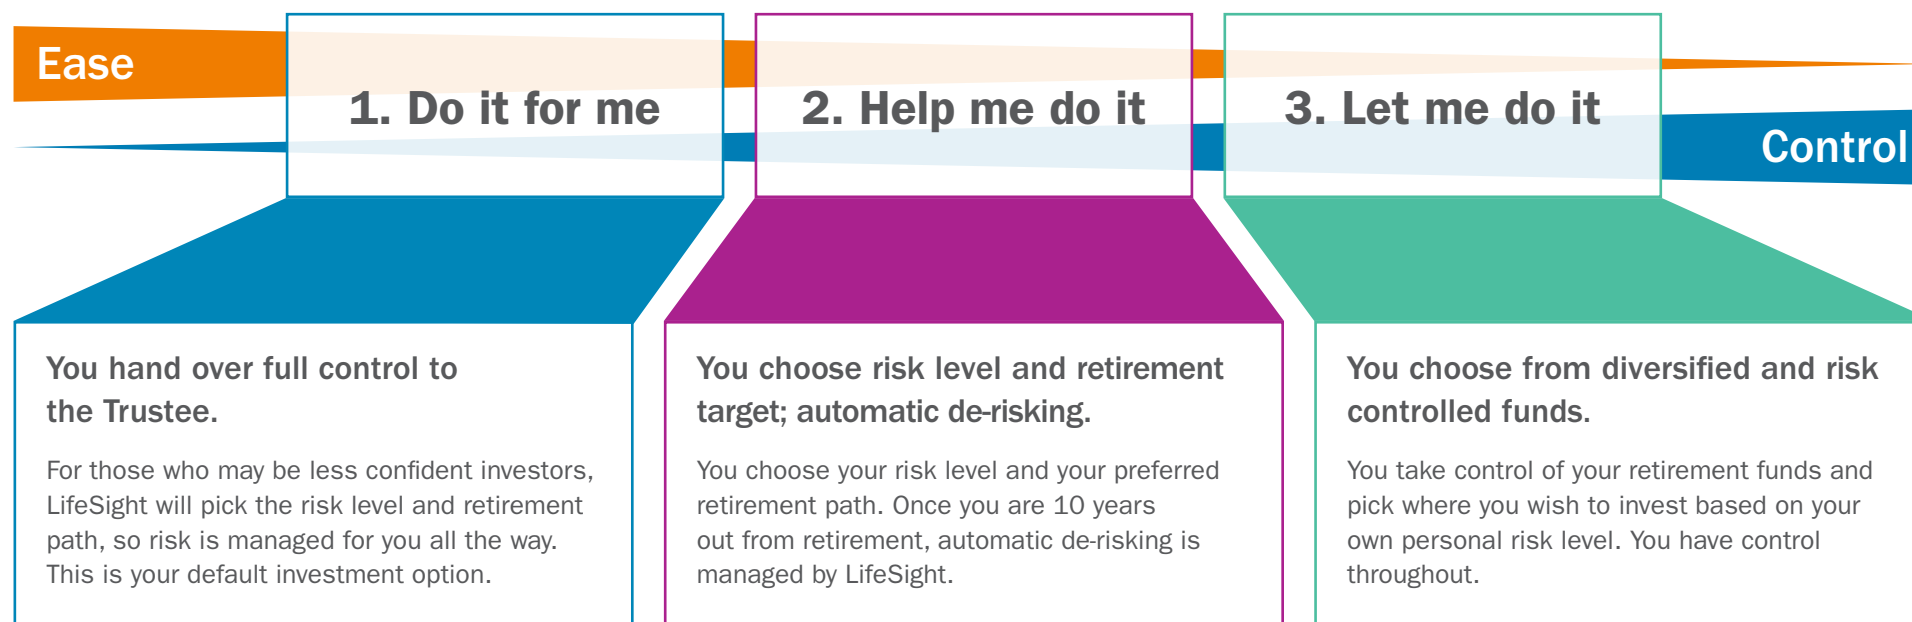 Ease
1. Do it for me
2. Help me do it
3. Let me do it
Control
You hand over full control to
the Trustee.
For those who may be less confident investors,
LifeSight will pick the risk level and retirement
path, so risk is managed for you all the way.
This is your default investment option.
You choose risk level and retirement
target; automatic de-risking.
You choose your risk level and your preferred
retirement path. Once you are 10 years
out from retirement, automatic de-risking is
managed by LifeSight.
You choose from diversified and risk
controlled funds.
You take control of your retirement funds and
pick where you wish to invest based on your
own personal risk level. You have control
throughout.